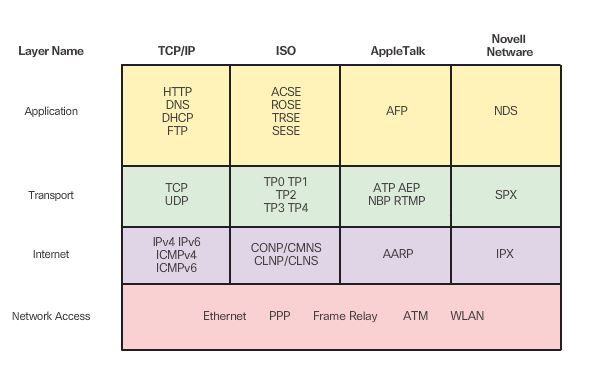 Layer Name TCP/IP ISO AppleTalk Novell
Netware
Application
HTTP
DNS
DHCP
FTP
ACSE
ROSE
TRSE
SESE
AFP
NDS
Transport
TCP
UDP
TP0 TP1
TP2
TP3 TP4
ATP AEP
NBP RTMP
SPX
Internet
IPv4 IPv6
ICMPv4
ICMPv6
CONP/CMNS
CLNP/CLNS
AARP
IPX
Network Access
Ethernet PPP Frame Relay ATM WLAN